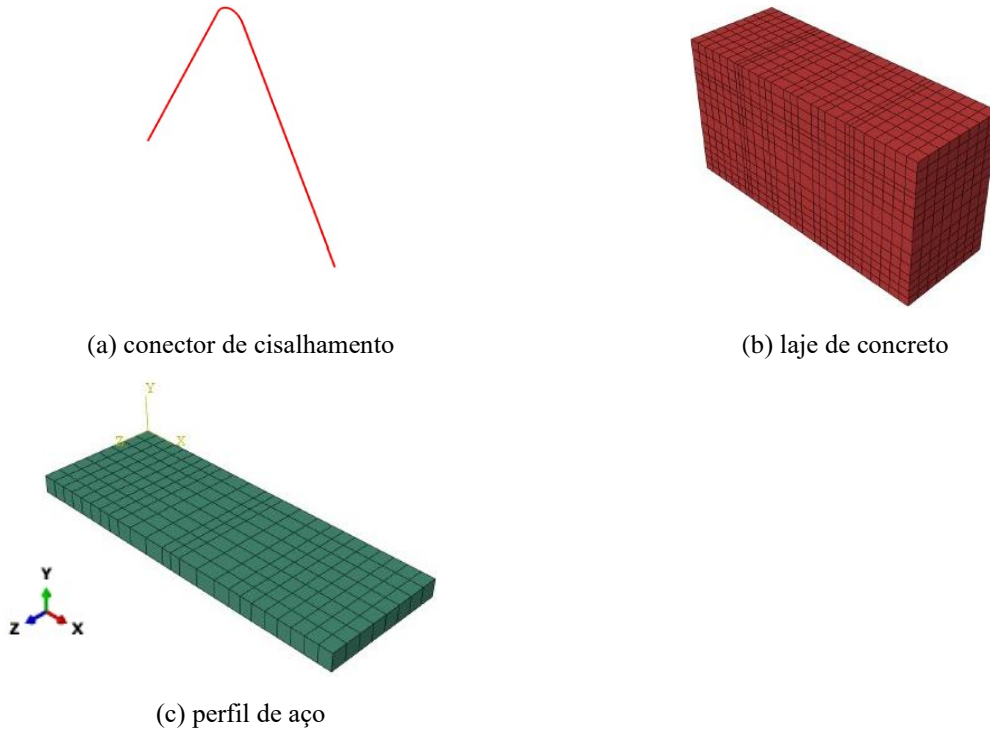 (a) conector de cisalhamento
(b) laje de concreto
Y
Z
X
Y
Z
X
(c) perfil de aço